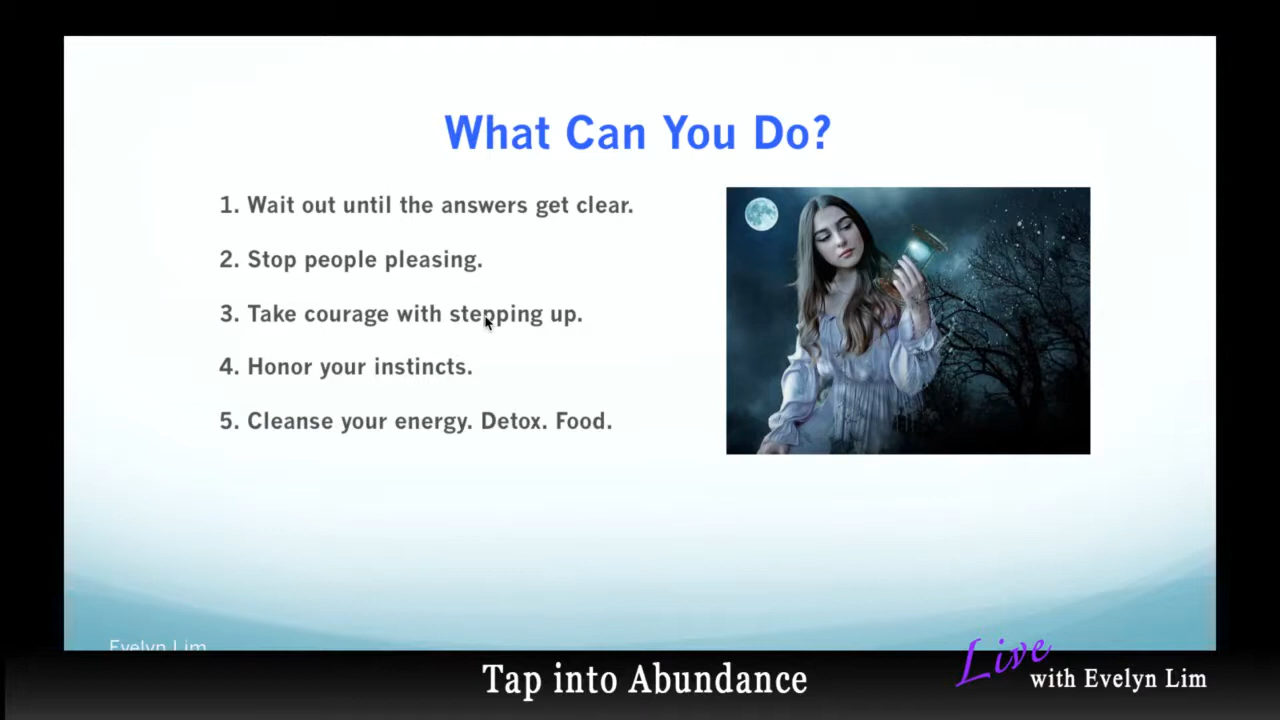 What Can You Do?
1. Wait out until the answers get clear.
2. Stop people pleasing.
3. Take courage with stepping up.
4. Honor your instincts.
5. Cleanse your energy. Detox. Food.
Evelyn Lim
Tap into Abundance
Live
with Evelyn Lim